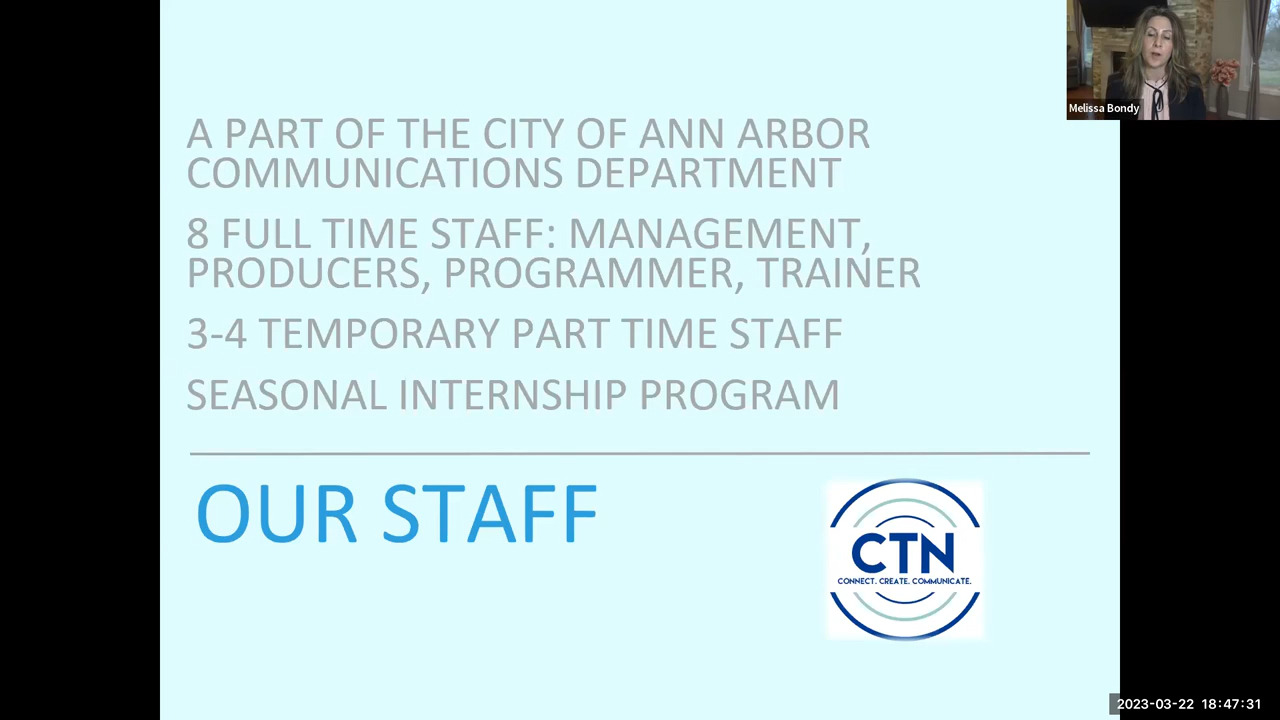 Melissa Bondy
A PART OF THE CITY OF ANN ARBOR
COMMUNICATIONS DEPARTMENT
8 FULL TIME STAFF: MANAGEMENT,
PRODUCERS, PROGRAMMER, TRAINER
3-4 TEMPORARY PART TIME STAFF
SEASONAL INTERNSHIP PROGRAM
OUR STAFF
CTN
CONNECT. CREATE. COMMUNICATE.
2023-03-22 18:47:31